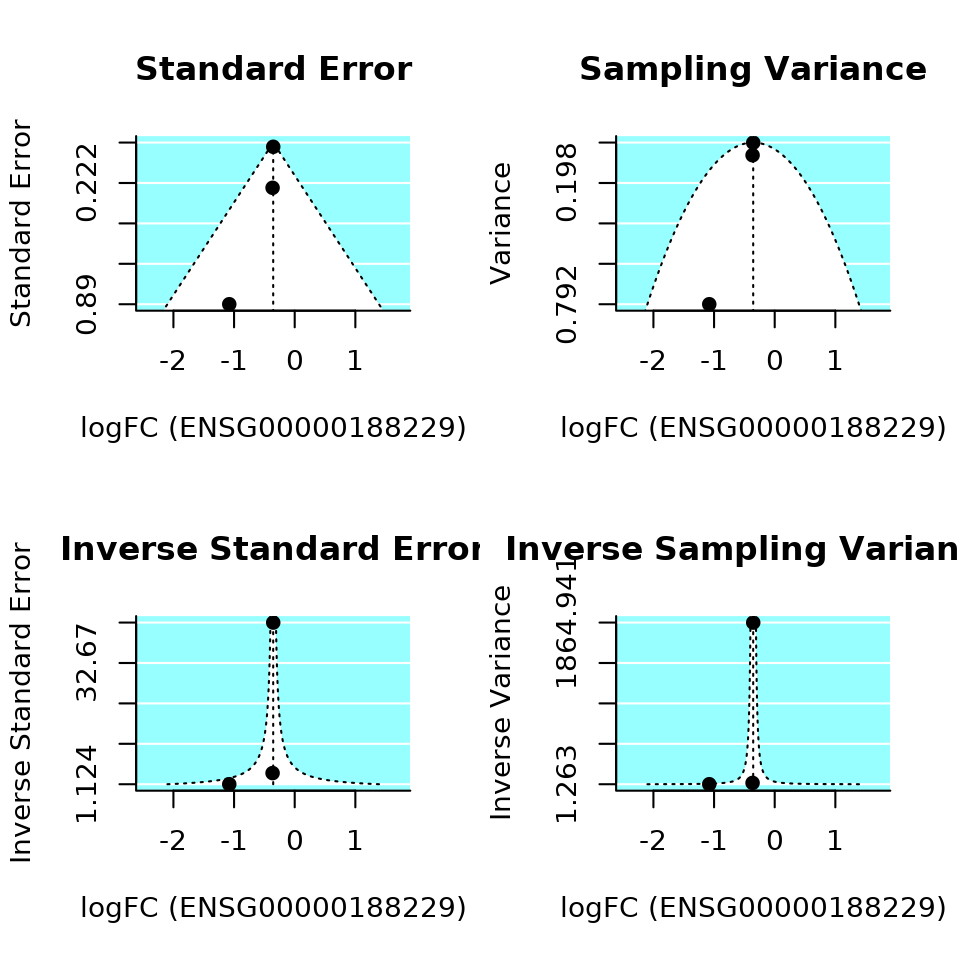 Standard Error
Standard Error
0.222
0.89
-2 -1 0 1
logFC (ENSG00000188229)
Sampling Variance
Variance
0.198
0.792
-2 -1 0 1
logFC (ENSG00000188229)
Inverse Standard Error
Inverse Standard Error
32.67
1.124
-2 -1 0 1
logFC (ENSG00000188229)
Inverse Sampling Varian
Inverse Variance
1864.941
1.263
-2 -1 0 1
logFC (ENSG00000188229)